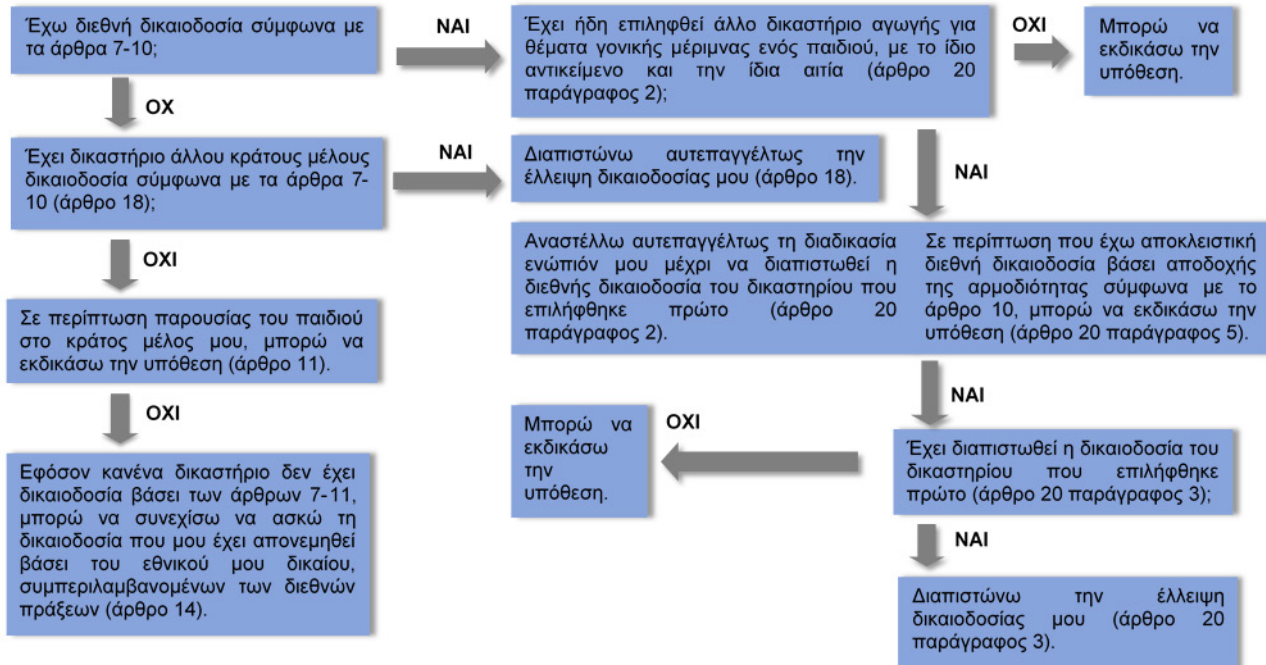 Έχω διεθνή δικαιοδοσία σύμφωνα με
τα άρθρα 7-10;
ΝΑΙ
Έχει ήδη επιληφθεί άλλο δικαστήριο αγωγής για
θέματα γονικής μέριμνας ενός παιδιού, με το ίδιο
αντικείμενο και την ίδια αιτία (άρθρο 20
παράγραφος 2);
ΟΧΙ
Μπορώ να
εκδικάσω την
υπόθεση.
ΟΧ
Έχει δικαστήριο άλλου κράτους μέλους
δικαιοδοσία σύμφωνα με τα άρθρα 7-
10 (άρθρο 18);
ΝΑΙ
Διαπιστώνω αυτεπαγγέλτως την
έλλειψη δικαιοδοσίας μου (άρθρο 18).
ΝΑΙ
ΟΧΙ
Αναστέλλω αυτεπαγγέλτως τη διαδικασία
ενώπιόν μου μέχρι να διαπιστωθεί η
διεθνής δικαιοδοσία του δικαστηρίου που
επιλήφθηκε πρώτο (άρθρο 20
παράγραφος 2).
Σε περίπτωση που έχω αποκλειστική
διεθνή δικαιοδοσία βάσει αποδοχής
της αρμοδιότητας σύμφωνα με το
άρθρο 10, μπορώ να εκδικάσω την
υπόθεση (άρθρο 20 παράγραφος 5).
Σε περίπτωση παρουσίας του παιδιού
στο κράτος μέλος μου, μπορώ να
εκδικάσω την υπόθεση (άρθρο 11).
ΟΧΙ
ΝΑΙ
Μπορώ να
εκδικάσω
την
υπόθεση.
ΟΧΙ
Έχει διαπιστωθεί η δικαιοδοσία του
δικαστηρίου που επιλήφθηκε
πρώτο (άρθρο 20 παράγραφος 3);
Εφόσον κανένα δικαστήριο δεν έχει
δικαιοδοσία βάσει των άρθρων 7-11,
μπορώ να συνεχίσω να ασκώ τη
δικαιοδοσία που μου έχει απονεμηθεί
βάσει του εθνικού μου δικαίου,
συμπεριλαμβανομένων των διεθνών
πράξεων (άρθρο 14).
ΝΑΙ
Διαπιστώνω την έλλειψη
δικαιοδοσίας μου (άρθρο 20
παράγραφος 3).